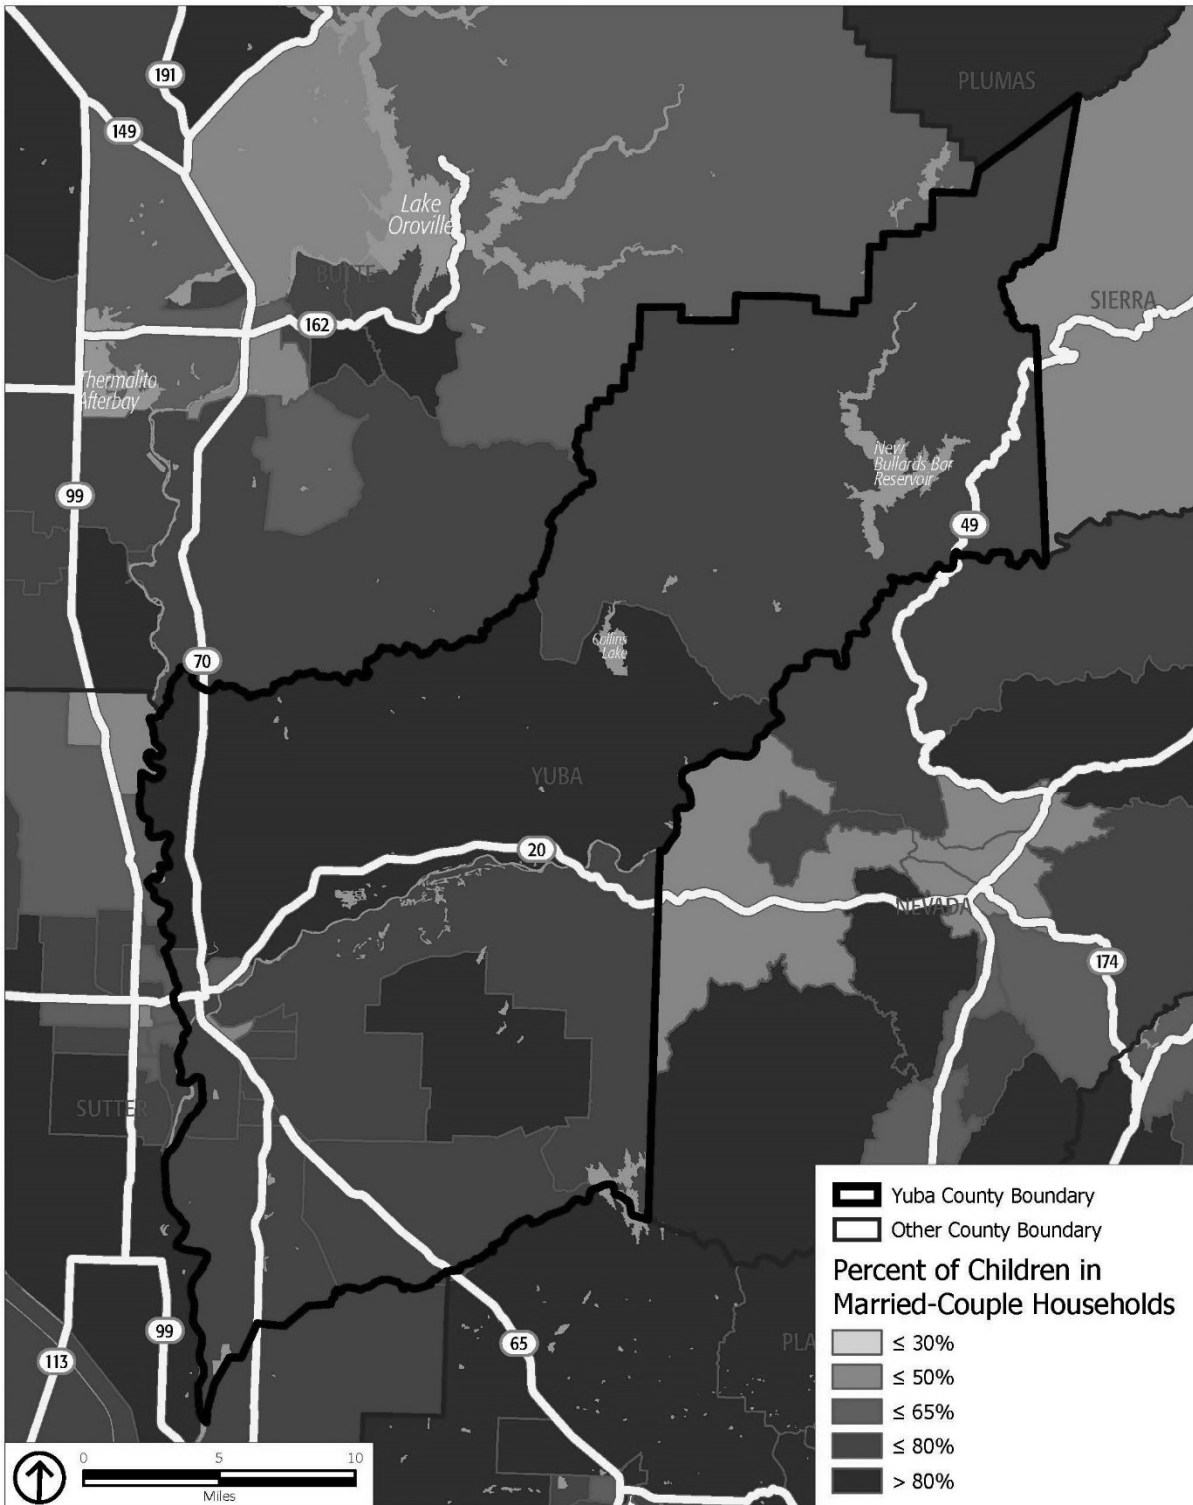 PLUMAS
191
149
Lake
Oroville
BUTTE
SIERRA
162
Thermalito
Afterbay
New
Bullards Bar
Reservoir
99
49
Collins
Lake
70
YUBA
20
NEVADA
174
SUTTER
Yuba County Boundary
Other County Boundary
Percent of Children in
Married-Couple Households
≤ 30%
≤ 50%
≤ 65%
≤ 80%
> 80%
99
65
113
PLA
0 5 10
Miles